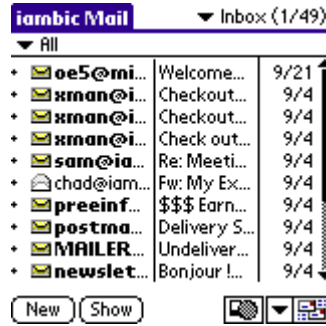 iambic Mail Inbox (1/49)
All
oe5@mi... Welcome... 9/21
xman@i... Checkout... 9/4
xman@i... Checkout... 9/4
xman@i... Check out... 9/4
sam@ia... Re: Meeti... 9/4
chad@iam... Fw: My Ex... 9/4
preeinf... $$$ Earn... 9/4
postma... Delivery S... 9/4
MAILER... Undeliver... 9/4
newslet... Bonjour !... 9/4
New Show